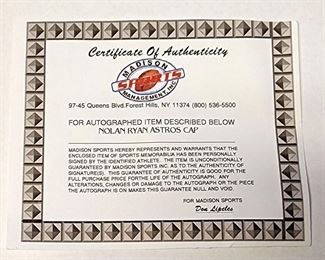 Certificate Of Authenticity
MADISON
SPORTS
MANAGEMENT, INC.
97-45 Queens Blvd. Forest Hills, NY 11374 (800) 536-5500
FOR AUTOGRAPHED ITEM DESCRIBED BELOW
NOLAN RYAN ASTROS CAP
MADISON SPORTS HEREBY REPRESENTS AND WARRANTS THAT THE
ENCLOSED ITEM OF SPORTS MEMORABILIA HAS BEEN PERSONALLY
SIGNED BY THE IDENTIFIED ATHLETE. THE ITEM IS UNCONDITIONALLY
GUARANTEED BY MADISON SPORTS INC. AS TO THE AUTHENTICITY OF
SIGNATURE(S). THIS GUARANTEE OF AUTHENTICITY IS GOOD FOR THE
FULL PURCHASE PRICE FOR THE LIFE OF THE AUTOGRAPH. ANY
ALTERATIONS, CHANGES OR DAMAGE TO THE AUTOGRAPH OR THE PIECE
THE AUTOGRAPH IS ON MAKES THIS GUARANTEE NULL AND VOID.
FOR MADISON SPORTS
Don Lipeles